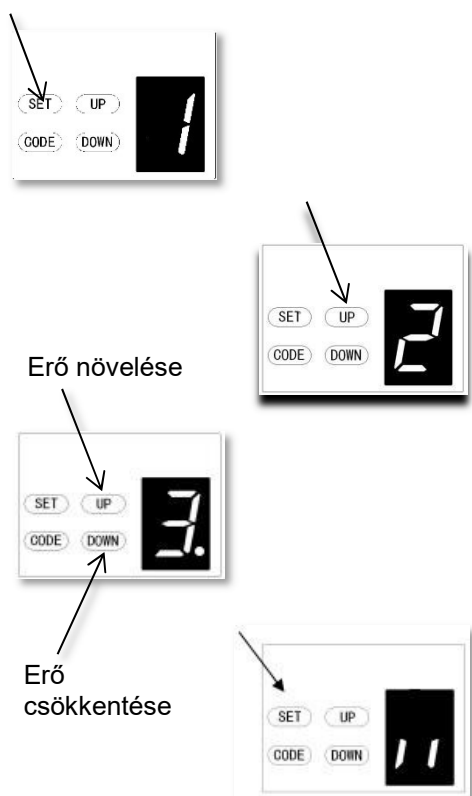 SET UP
CODE DOWN
1
SET UP
CODE DOWN
2
Erő növelése
SET UP
CODE DOWN
3.
Erő
csökkentése
SET UP
CODE DOWN
11